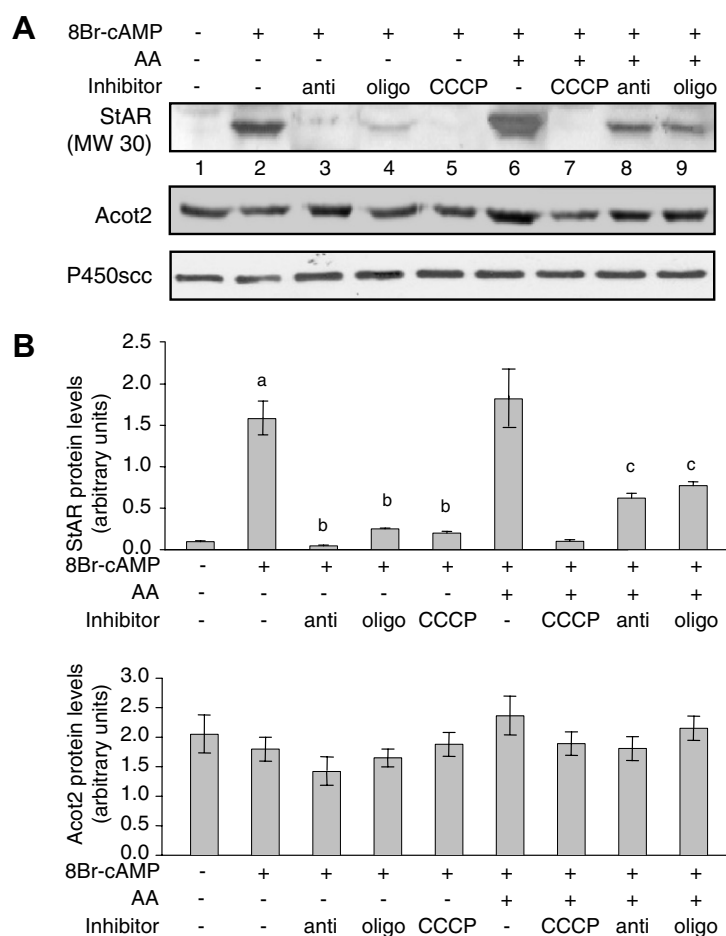 A
8Br-cAMP - + + + + + + + +
AA - - - - - + + + +
Inhibitor - - anti oligo CCCP - CCCP anti oligo
StAR
(MW 30)
1 2 3 4 5 6 7 8 9
Acot2
P450scc
B
StAR protein levels
(arbitrary units)
2.5
2.0
1.5
1.0
0.5
0.0
a
b
b
b
c
c
8Br-cAMP - + + + + + + + +
AA - - - - - + + + +
Inhibitor - - anti oligo CCCP - CCCP anti oligo
Acot2 protein levels
(arbitrary units)
3.0
2.5
2.0
1.5
1.0
0.5
0.0
8Br-cAMP - + + + + + + + +
AA - - - - - + + + +
Inhibitor - - anti oligo CCCP - CCCP anti oligo